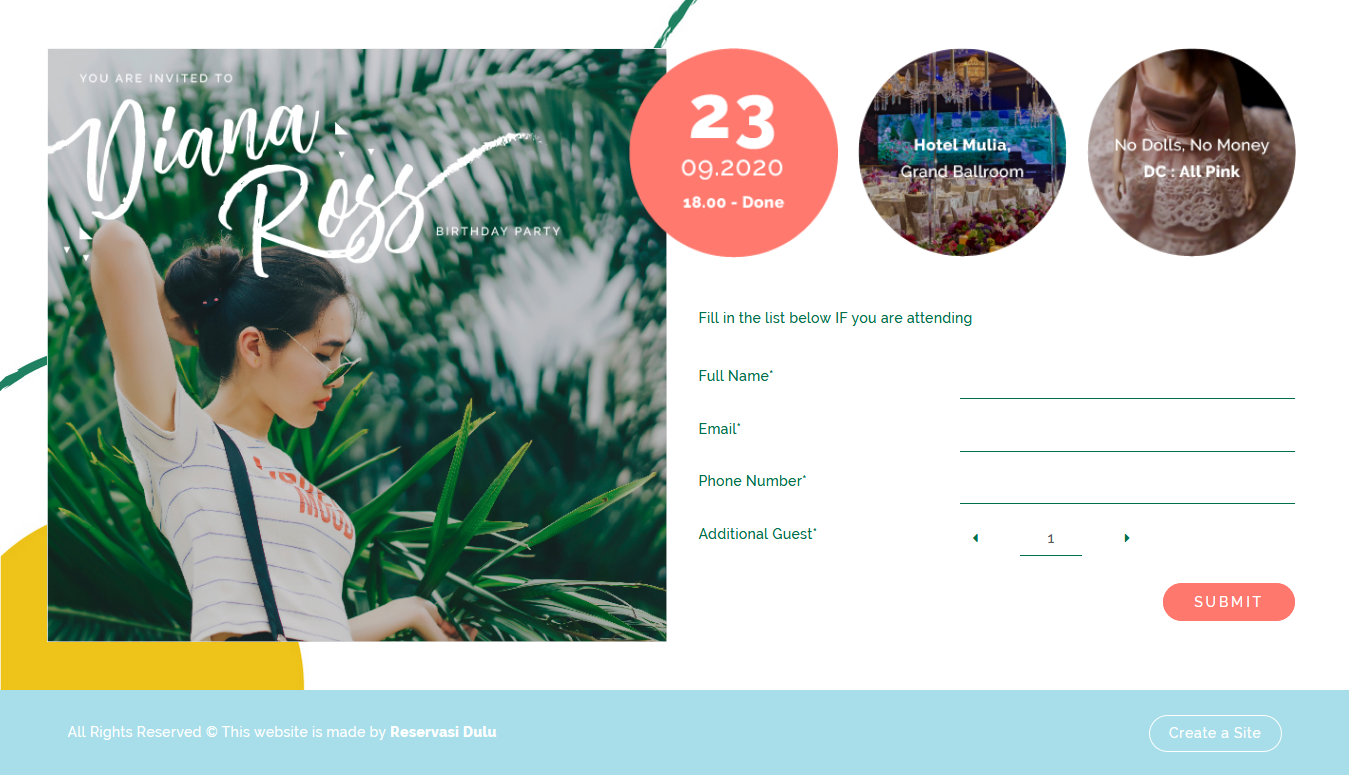 YOU ARE INVITED TO
Diana
Ross
BIRTHDAY PARTY
23
09.2020
18.00 - Done
Hotel Mulia,
Grand Ballroom
No Dolls, No Money
DC : All Pink
Fill in the list below IF you are attending
Full Name*
Email*
Phone Number*
Additional Guest*
1
SUBMIT
MOOD
All Rights Reserved © This website is made by Reservasi Dulu
Create a Site